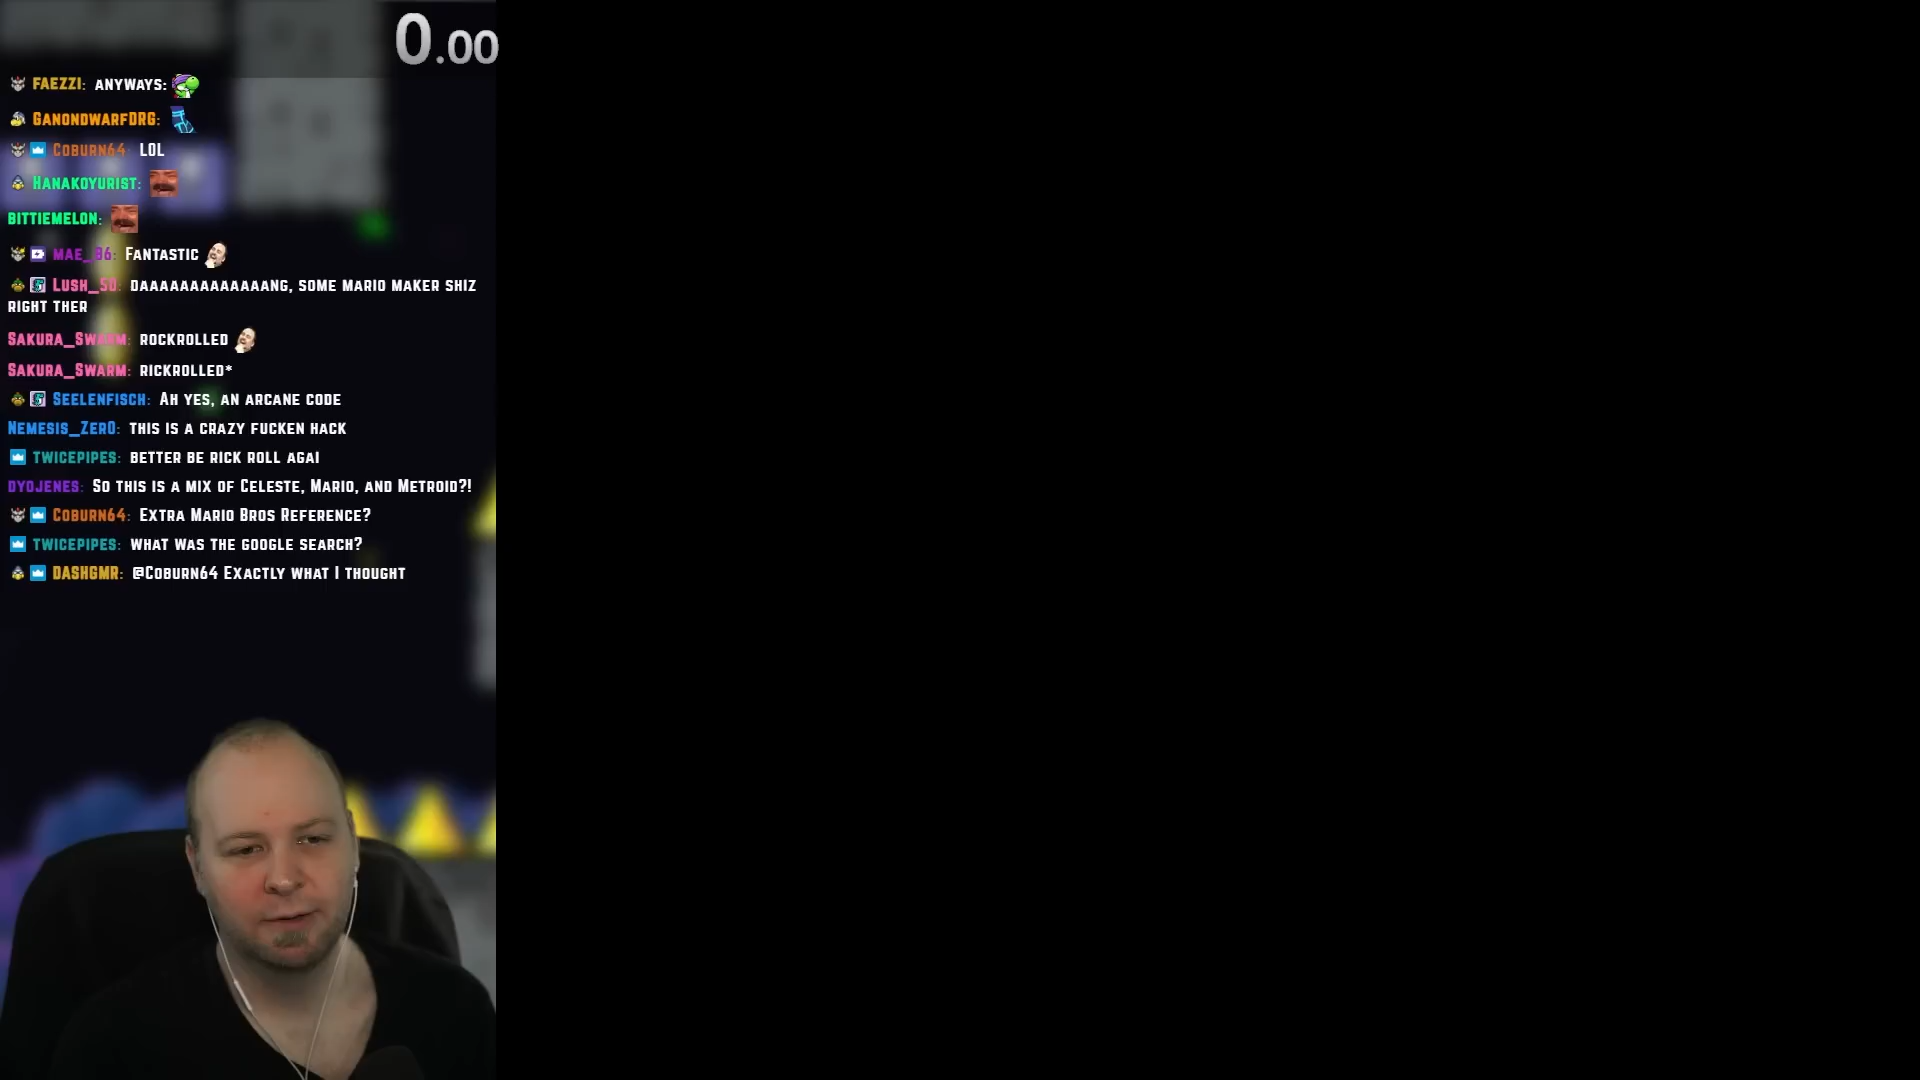 0.00
FAEZZI: ANYWAYS:
GANONDWARFDRG:
COBURN64: LOL
HANAKOYURIST:
BITTIEMELON:
MAE_86: FANTASTIC
LUSH_50: DAAAAAAAAAAAAANG, SOME MARIO MAKER SHIZ
RIGHT THER
SAKURA_SWARM: ROCKROLLED
SAKURA_SWARM: RICKROLLED*
SEELENFISCH: AH YES, AN ARCANE CODE
NEMESIS_ZER0: THIS IS A CRAZY FUCKEN HACK
TWICEPIPES: BETTER BE RICK ROLL AGAI
DYOJENES: SO THIS IS A MIX OF CELESTE, MARIO, AND METROID?!
COBURN64: EXTRA MARIO BROS REFERENCE?
TWICEPIPES: WHAT WAS THE GOOGLE SEARCH?
DASHGMR: @COBURN64 EXACTLY WHAT I THOUGHT